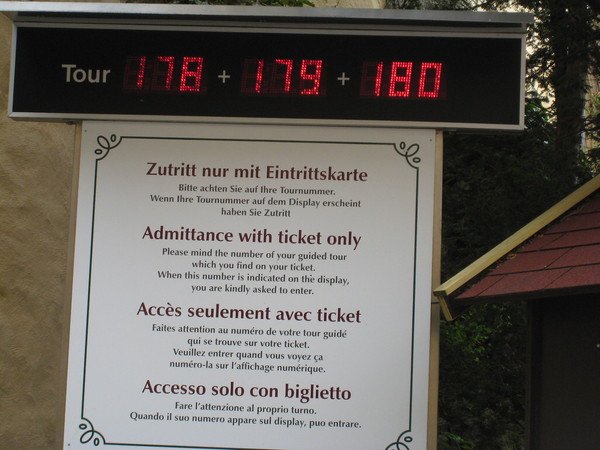 Tour 178 + 179 + 180
Zutritt nur mit Eintrittskarte
Bitte achten Sie auf Ihre Tournummer.
Wenn Ihre Tournummer auf dem Display erscheint
haben Sie Zutritt
Admittance with ticket only
Please mind the number of your guided tour
which you find on your ticket.
When this number is indicated on the display,
you are kindly asked to enter.
Accès seulement avec ticket
Faites attention au numéro de votre tour guidé
qui se trouve sur votre ticket.
Veuillez entrer quand vous voyez ça
numéro-la sur l'affichage numérique.
Accesso solo con biglietto
Fare l'attenzione al proprio turno.
Quando il suo numero appare sul display, puo entrare.